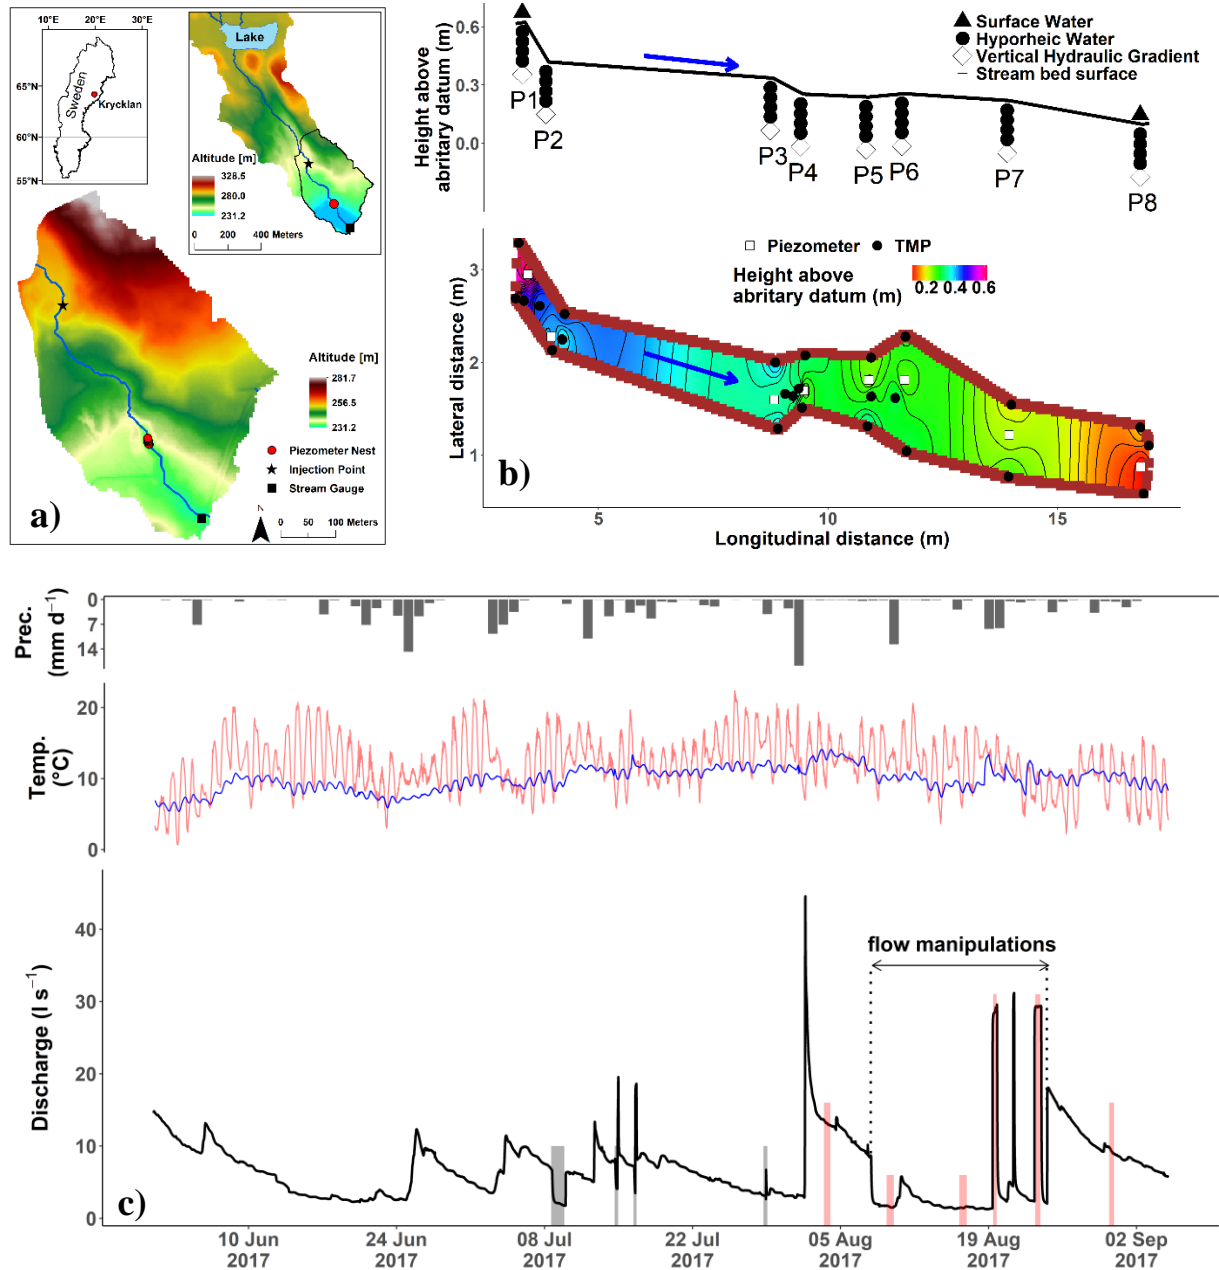 10°E 20°E 30°E
65°N
60°N
55°N
Sweden
Krycklan
Lake
Altitude [m]
328.5
280.0
231.2
0 200 400 Meters
Altitude [m]
281.7
256.5
231.2
Piezometer Nest
Injection Point
Stream Gauge
N
0 50 100 Meters
a)
Height above
abritary datum (m)
0.6
0.3
0.0
Surface Water
Hyporheic Water
Vertical Hydraulic Gradient
Stream bed surface
P1
P2
P3
P4
P5
P6
P7
P8
Piezometer TMP
Height above
abritary datum (m)
0.2 0.4 0.6
Lateral distance (m)
3
2
1
b)
5 10 15
Longitudinal distance (m)
Prec.
(mm d⁻¹)
0
7
14
Temp.
(°C)
20
10
0
Discharge (l s⁻¹)
40
30
20
10
0
flow manipulations
c)
10 Jun 24 Jun 08 Jul 22 Jul 05 Aug 19 Aug 02 Sep
2017 2017 2017 2017 2017 2017 2017